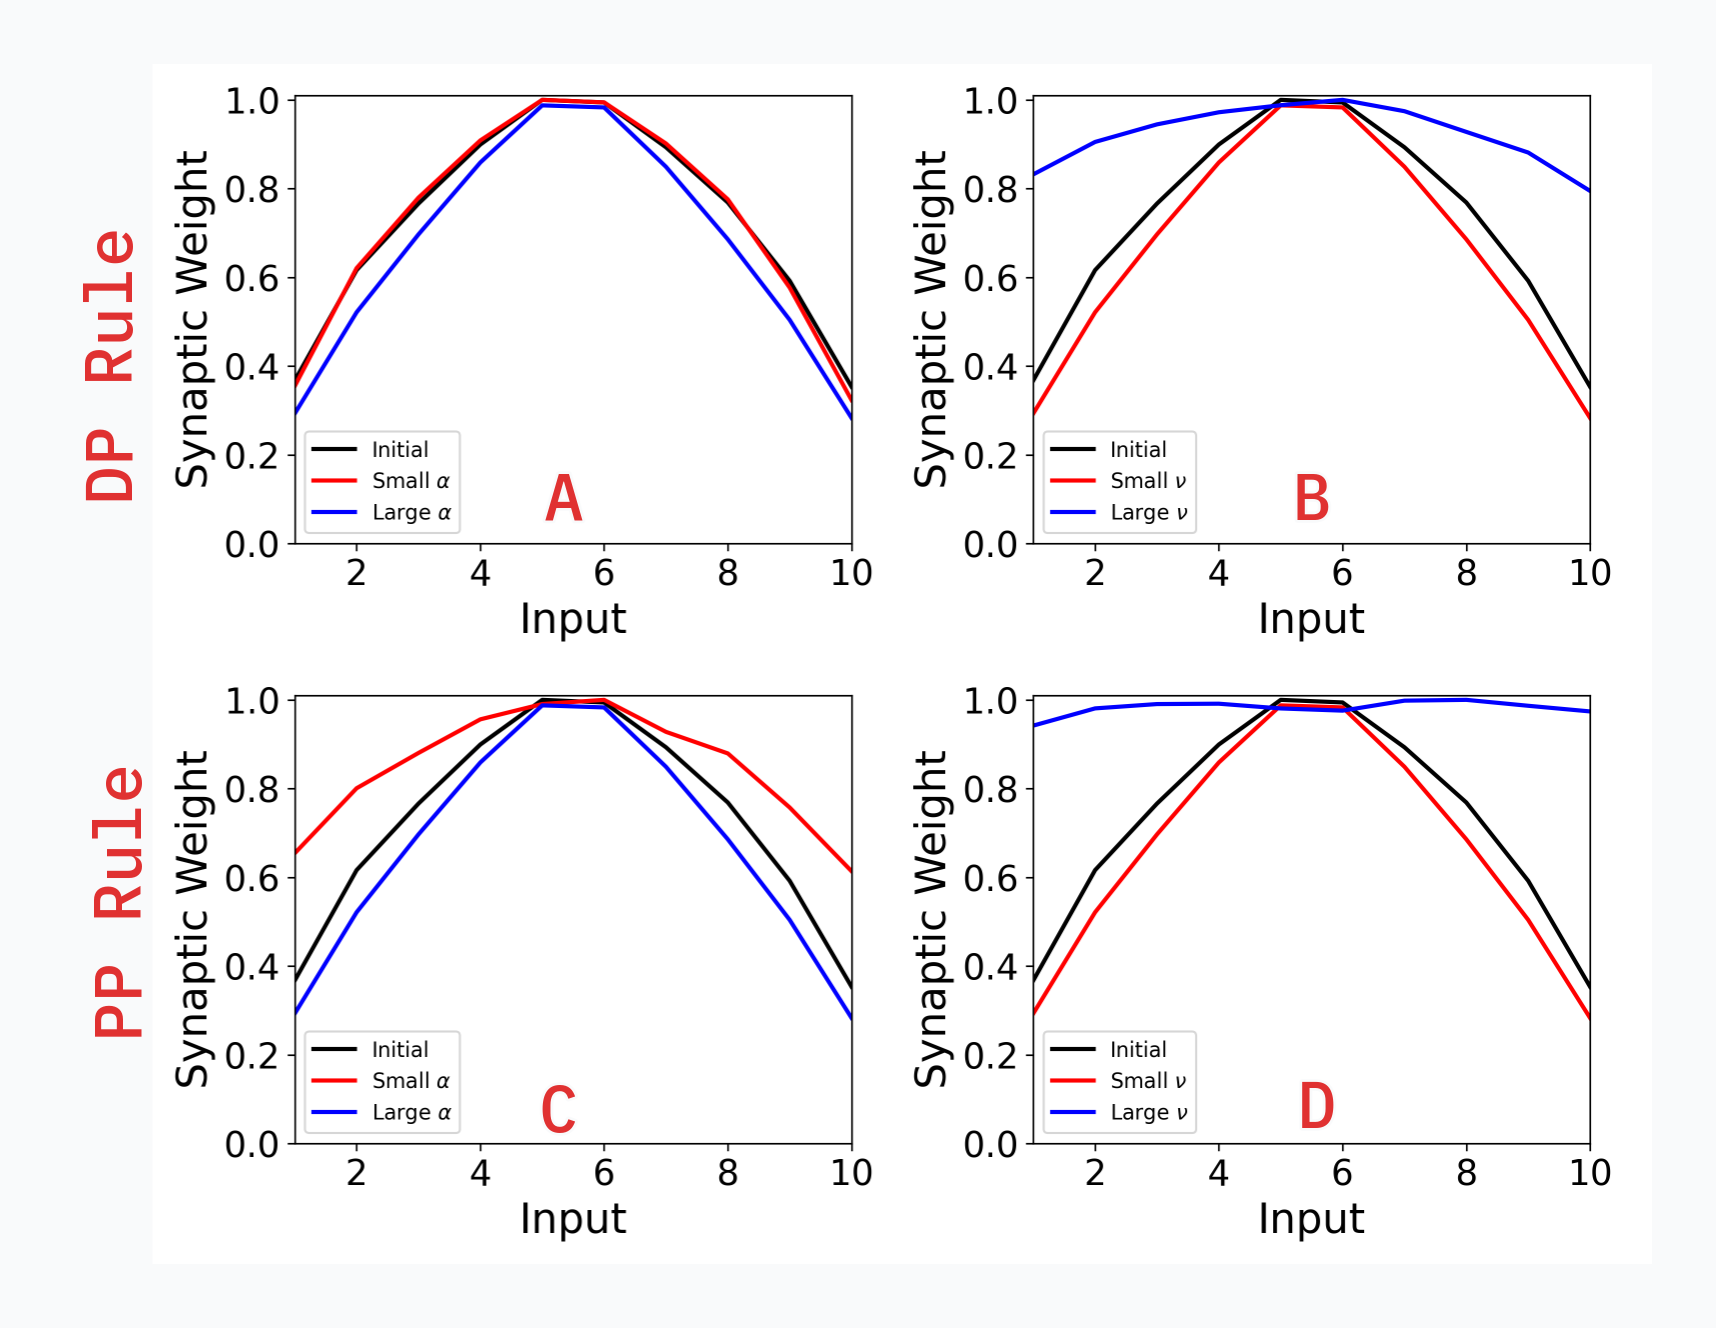 DP Rule
Synaptic Weight
1.0
0.8
0.6
0.4
0.2
0.0
Initial
Small α
Large α
A
2 4 6 8 10
Input
Synaptic Weight
1.0
0.8
0.6
0.4
0.2
0.0
Initial
Small ν
Large ν
B
2 4 6 8 10
Input
PP Rule
Synaptic Weight
1.0
0.8
0.6
0.4
0.2
0.0
Initial
Small α
Large α
C
2 4 6 8 10
Input
Synaptic Weight
1.0
0.8
0.6
0.4
0.2
0.0
Initial
Small ν
Large ν
D
2 4 6 8 10
Input